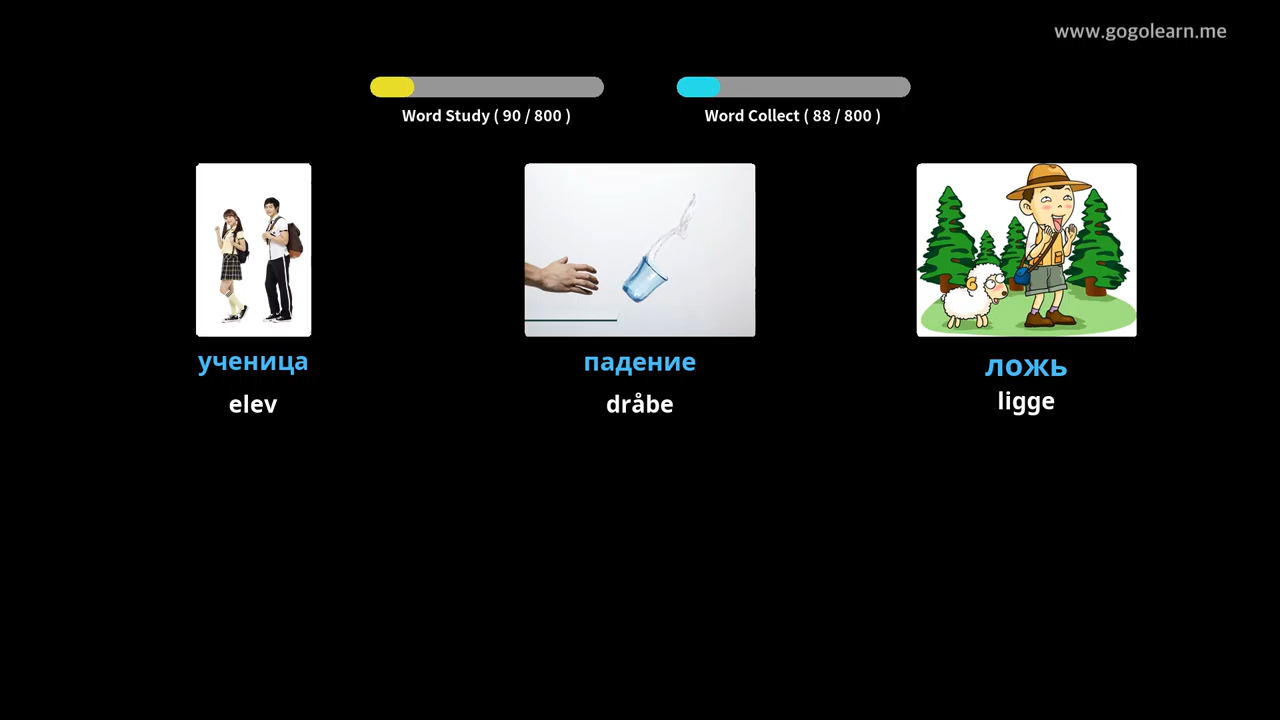 www.gogolearn.me
Word Study ( 90 / 800 )
Word Collect ( 88 / 800 )
ученица
падение
ложь
elev
dråbe
ligge